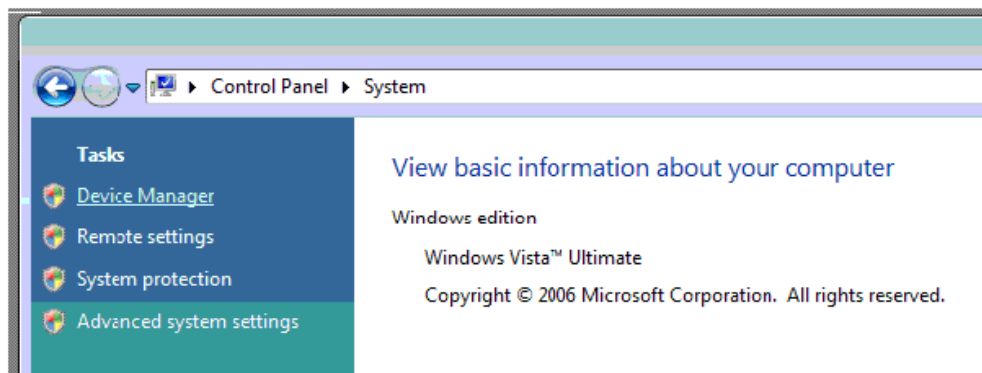 Control Panel System
Tasks
Device Manager
Remote settings
System protection
Advanced system settings
View basic information about your computer
Windows edition
Windows Vista™ Ultimate
Copyright © 2006 Microsoft Corporation. All rights reserved.